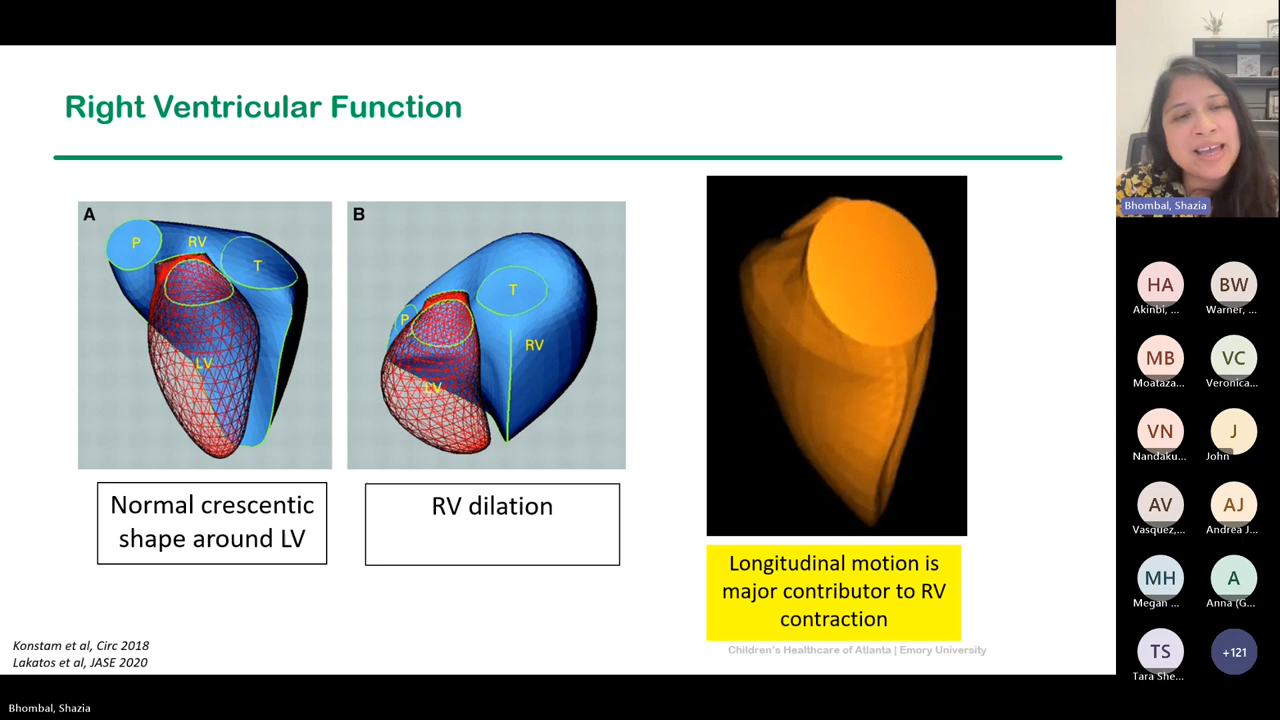 Right Ventricular Function
A
P
RV
T
LV
B
T
P
RV
LV
Normal crescentic
shape around LV
RV dilation
Longitudinal motion is
major contributor to RV
contraction
Konstam et al, Circ 2018
Lakatos et al, JASE 2020
Children's Healthcare of Atlanta | Emory University
Bhombal, Shazia
Bhombal, Shazia
HA
BW
Akinbi, ...
Warner, ...
MB
VC
Moataza...
Veronica...
VN
J
Nandaku...
John
AV
AJ
Vasquez,...
Andrea J...
MH
A
Megan ...
Anna (G...
TS
+121
Tara She...